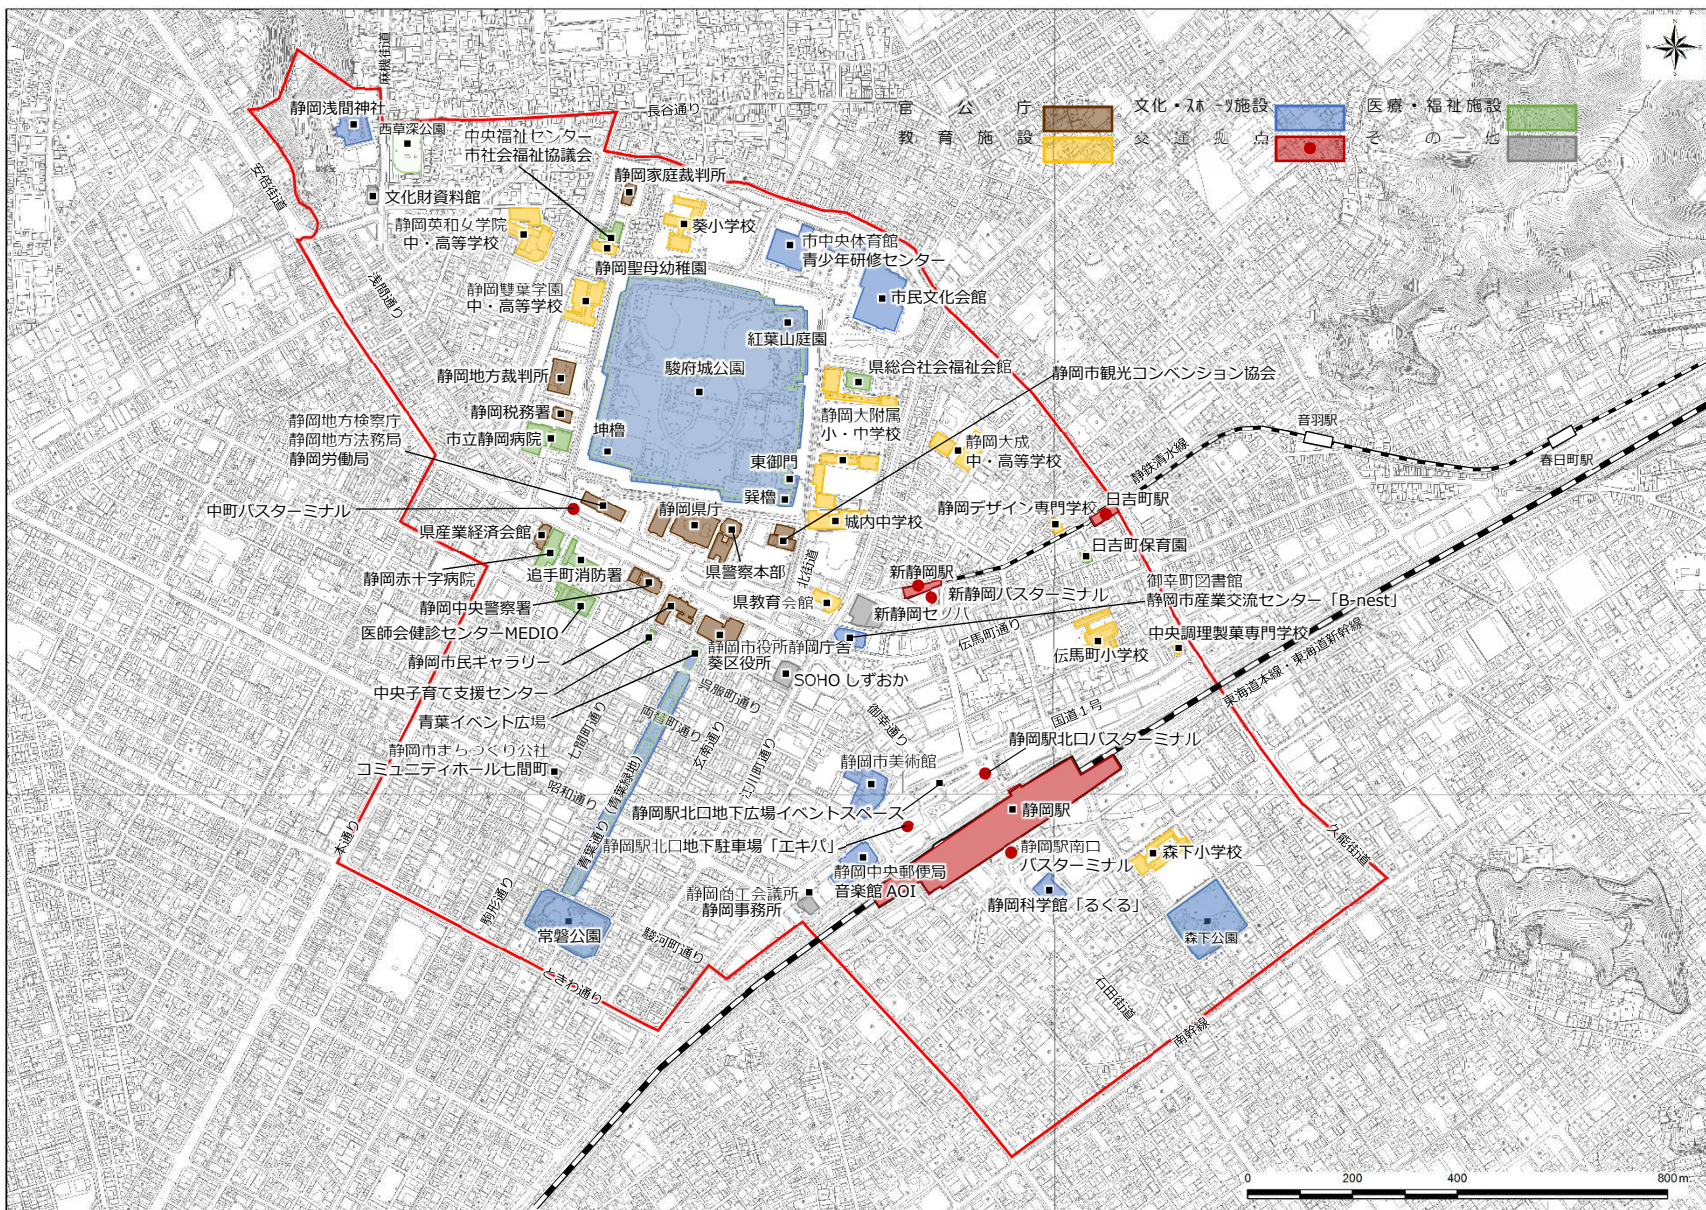 N
W
E
S
官公庁
文化・スポーツ施設
医療・福祉施設
教育施設
交通拠点
その他
麻機街道
長谷通り
静岡浅間神社
西草深公園
中央福祉センター
市社会福祉協議会
静岡家庭裁判所
安倍街道
文化財資料館
静岡英和女学院
中・高等学校
葵小学校
市中央体育館
青少年研修センター
静岡聖母幼稚園
浅間通り
静岡雙葉学園
中・高等学校
市民文化会館
紅葉山庭園
駿府城公園
県総合社会福祉会館
静岡市観光コンベンション協会
静岡地方裁判所
静岡税務署
静岡大附属
小・中学校
静岡地方検察庁
静岡地方法務局
静岡労働局
市立静岡病院
坤櫓
静岡大成
中・高等学校
音羽駅
静鉄清水線
春日町駅
東御門
巽櫓
中町バスターミナル
静岡県庁
城内中学校
静岡デザイン専門学校
日吉町駅
県産業経済会館
日吉町保育園
静岡赤十字病院
追手町消防署
県警察本部
北街道
新静岡駅
新静岡バスターミナル
御幸町図書館
静岡市産業交流センター「B-nest」
静岡中央警察署
県教育会館
新静岡セノバ
伝馬町通り
医師会健診センターMEDIO
静岡市役所静岡庁舎
葵区役所
伝馬町小学校
中央調理製菓専門学校
静岡市民ギャラリー
東海道本線・東海道新幹線
中央子育て支援センター
呉服町通り
SOHO しずおか
青葉イベント広場
両替町通り
御幸通り
国道1号
七間町通り
玄南通り
江川町通り
静岡駅北口バスターミナル
静岡市まちづくり公社
コミュニティホール七間町
静岡市美術館
昭和通り
青葉通り(青葉緑地)
静岡駅北口地下広場イベントスペース
静岡駅
本通り
静岡駅北口地下駐車場「エキパ」
静岡駅南口
バスターミナル
森下小学校
久能街道
静岡中央郵便局
音楽館 AOI
静岡商工会議所
静岡事務所
静岡科学館「るくる」
駒形通り
常磐公園
駿河町通り
森下公園
ときわ通り
石田街道
南幹線
0
200
400
800m